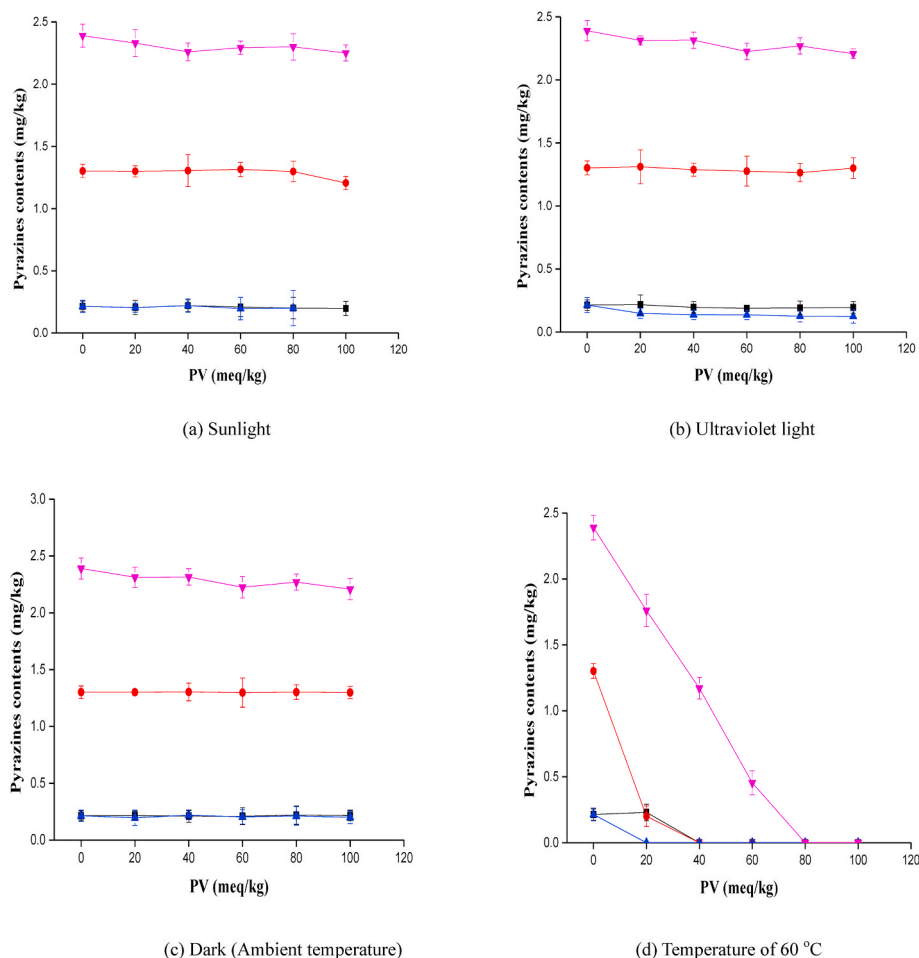 2.5
2.0
1.5
1.0
0.5
0.0
Pyrazines contents (mg/kg)
0 20 40 60 80 100 120
PV (meq/kg)
(a) Sunlight
2.5
2.0
1.5
1.0
0.5
0.0
Pyrazines contents (mg/kg)
0 20 40 60 80 100 120
PV (meq/kg)
(b) Ultraviolet light
3.0
2.5
2.0
1.5
1.0
0.5
0.0
Pyrazines contents (mg/kg)
0 20 40 60 80 100 120
PV (meq/kg)
(c) Dark (Ambient temperature)
2.5
2.0
1.5
1.0
0.5
0.0
Pyrazines contents (mg/kg)
0 20 40 60 80 100 120
PV (meq/kg)
(d) Temperature of 60 °C